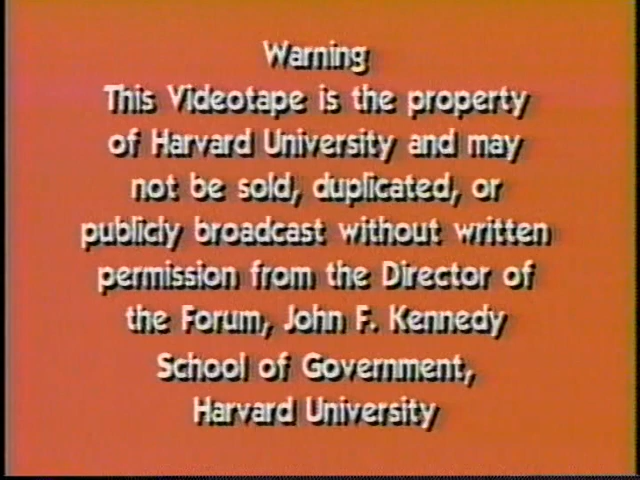 Warning
This Videotape is the property
of Harvard University and may
not be sold, duplicated, or
publicly broadcast without written
permission from the Director of
the Forum, John F. Kennedy
School of Government,
Harvard University